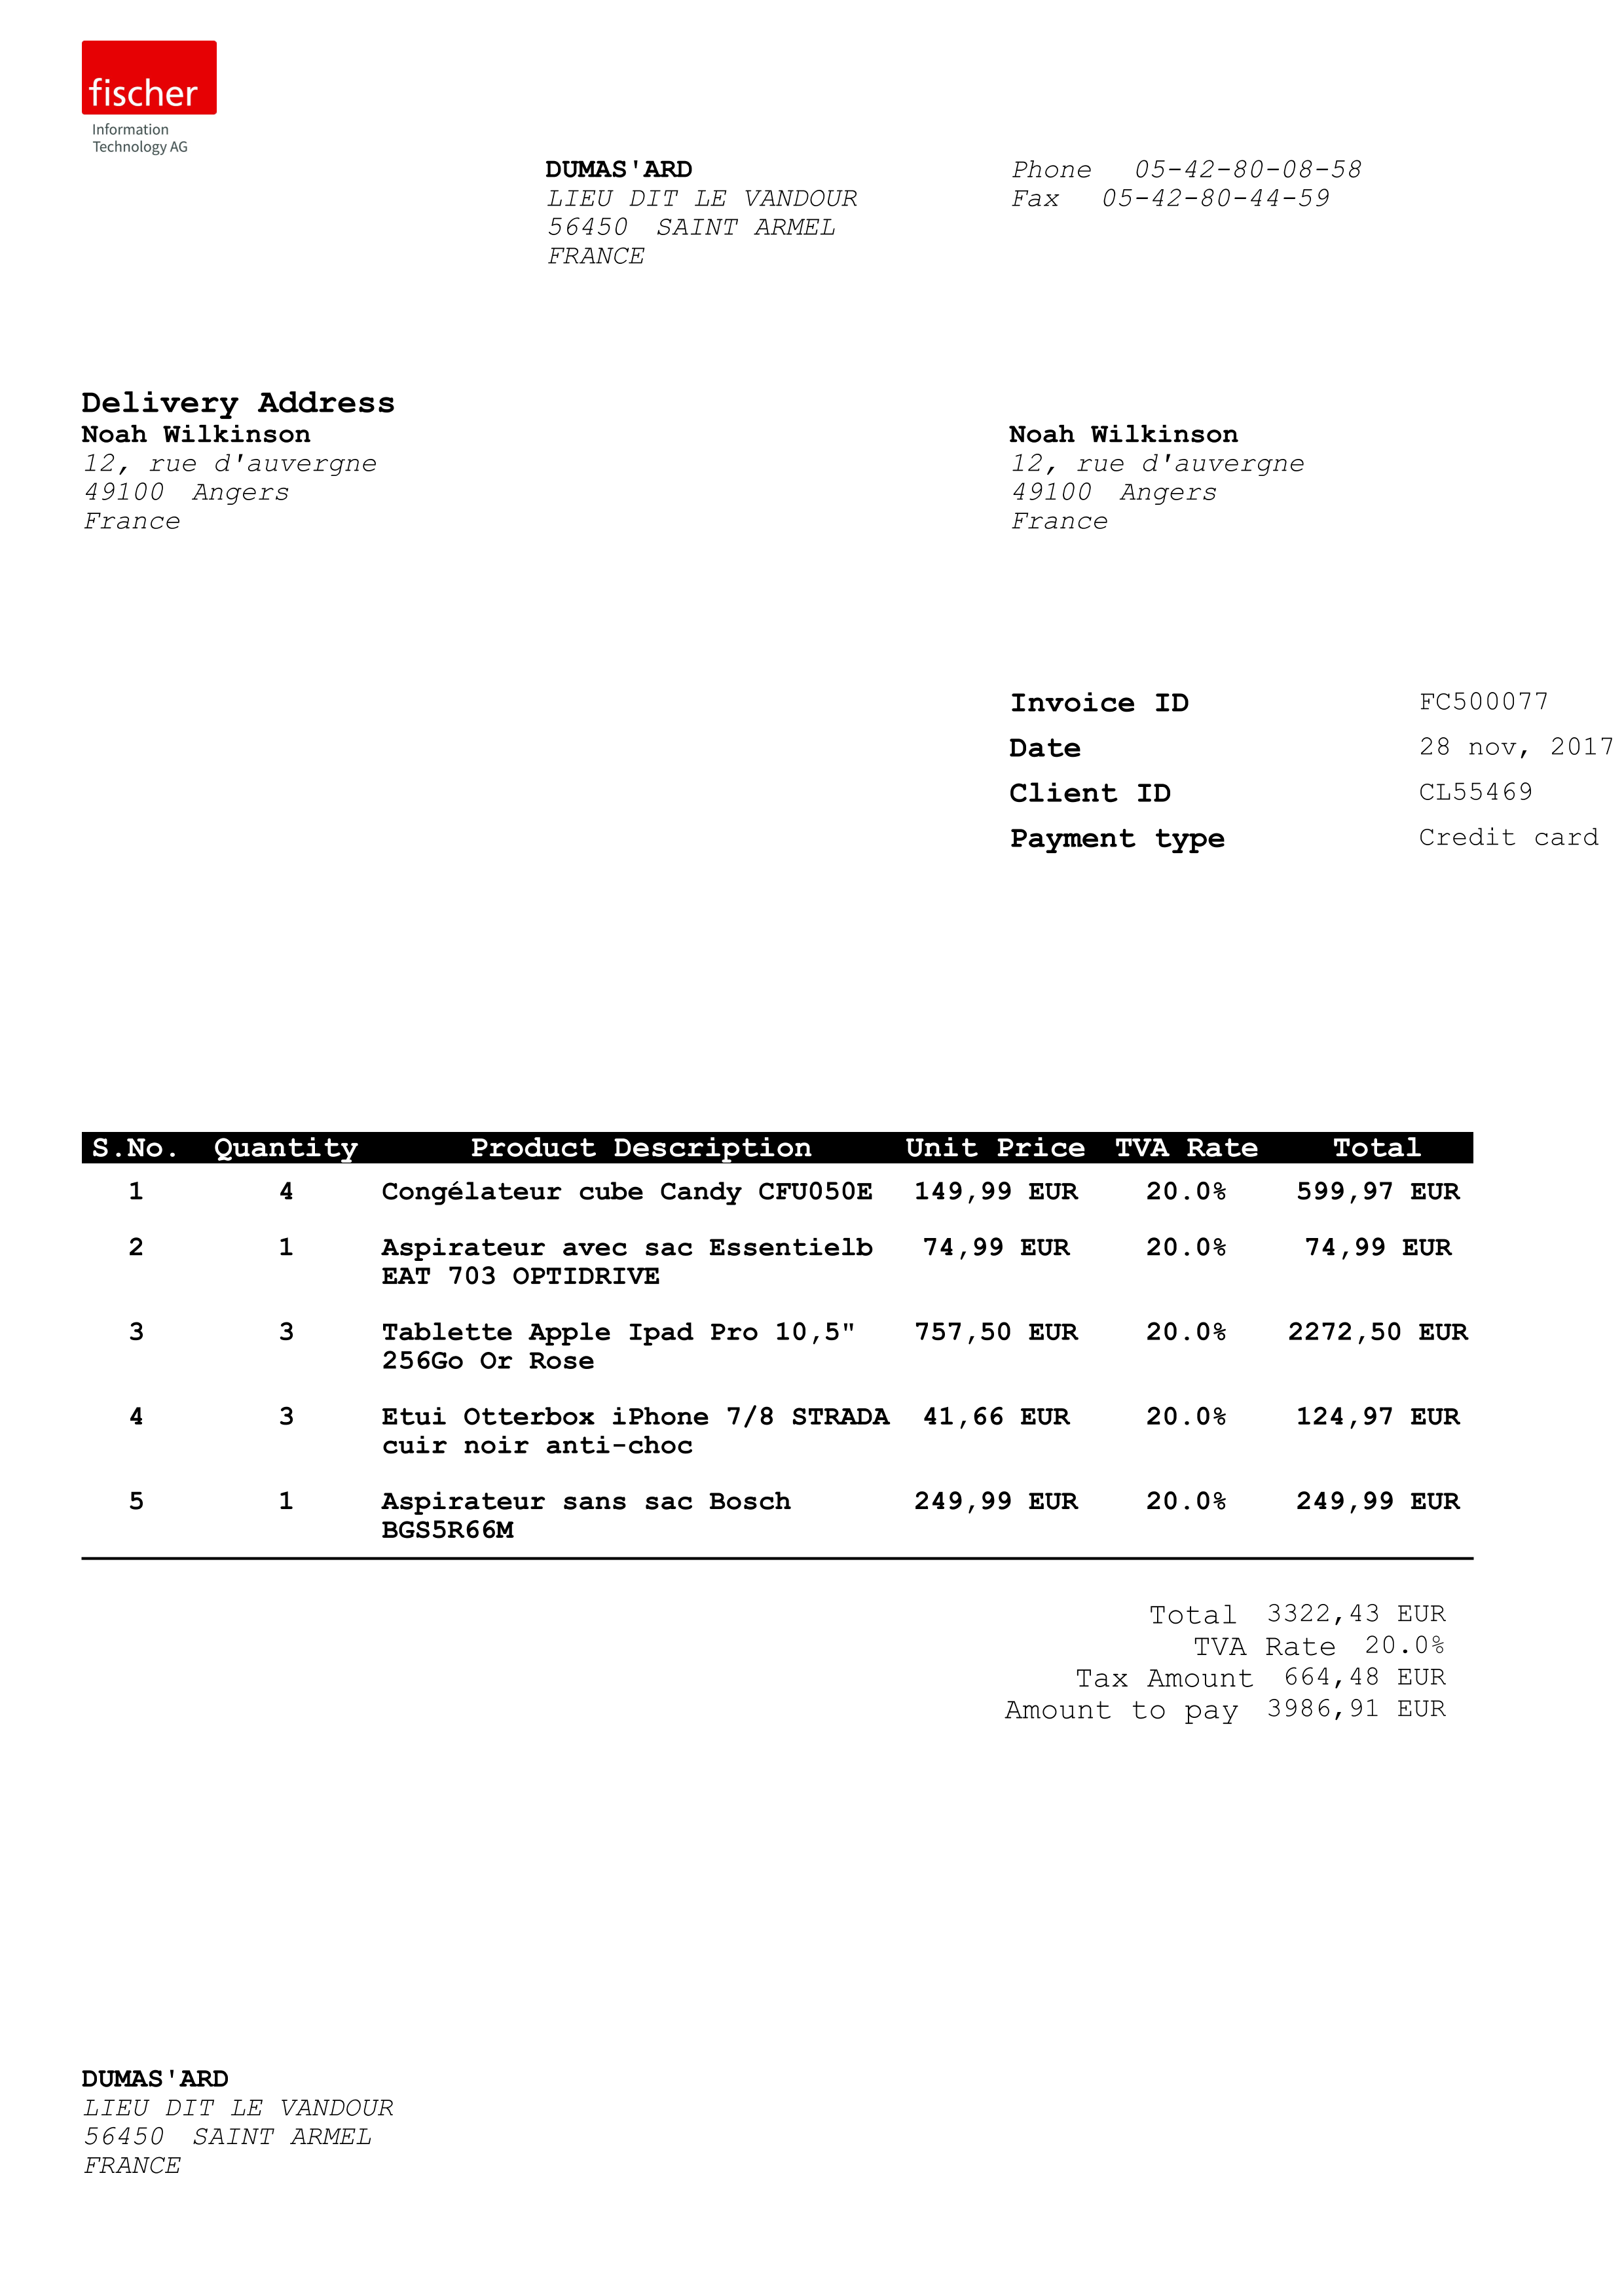 fischer
Information
Technology AG
DUMAS'ARD
LIEU DIT LE VANDOUR
56450 SAINT ARMEL
FRANCE
Phone 05-42-80-08-58
Fax 05-42-80-44-59
Delivery Address
Noah Wilkinson
12, rue d'auvergne
49100 Angers
France
Noah Wilkinson
12, rue d'auvergne
49100 Angers
France
Invoice ID FC500077
Date 28 nov, 2017
Client ID CL55469
Payment type Credit card
S.No. Quantity Product Description Unit Price TVA Rate Total
1 4 Congélateur cube Candy CFU050E 149,99 EUR 20.0% 599,97 EUR
2 1 Aspirateur avec sac Essentielb 74,99 EUR 20.0% 74,99 EUR
EAT 703 OPTIDRIVE
3 3 Tablette Apple Ipad Pro 10,5" 757,50 EUR 20.0% 2272,50 EUR
256Go Or Rose
4 3 Etui Otterbox iPhone 7/8 STRADA 41,66 EUR 20.0% 124,97 EUR
cuir noir anti-choc
5 1 Aspirateur sans sac Bosch 249,99 EUR 20.0% 249,99 EUR
BGS5R66M
Total 3322,43 EUR
TVA Rate 20.0%
Tax Amount 664,48 EUR
Amount to pay 3986,91 EUR
DUMAS'ARD
LIEU DIT LE VANDOUR
56450 SAINT ARMEL
FRANCE